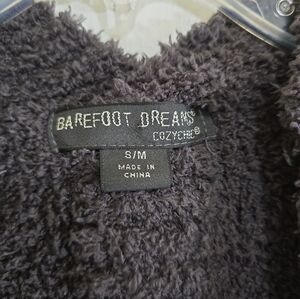 BAREFOOT DREAMS
COZYCHIC®
S/M
MADE IN
CHINA